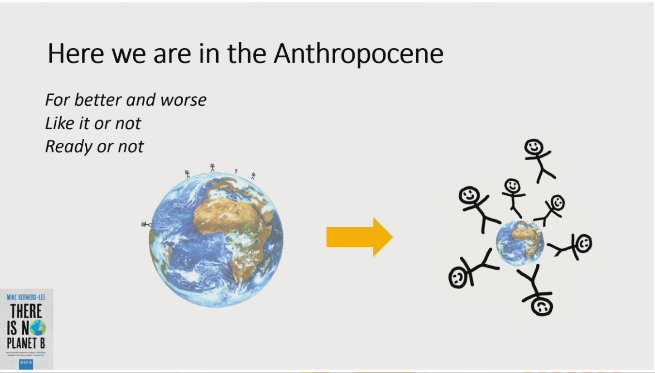 Here we are in the Anthropocene
For better and worse
Like it or not
Ready or not
MIKE BERNERS-LEE
THERE
IS NO
PLANET B